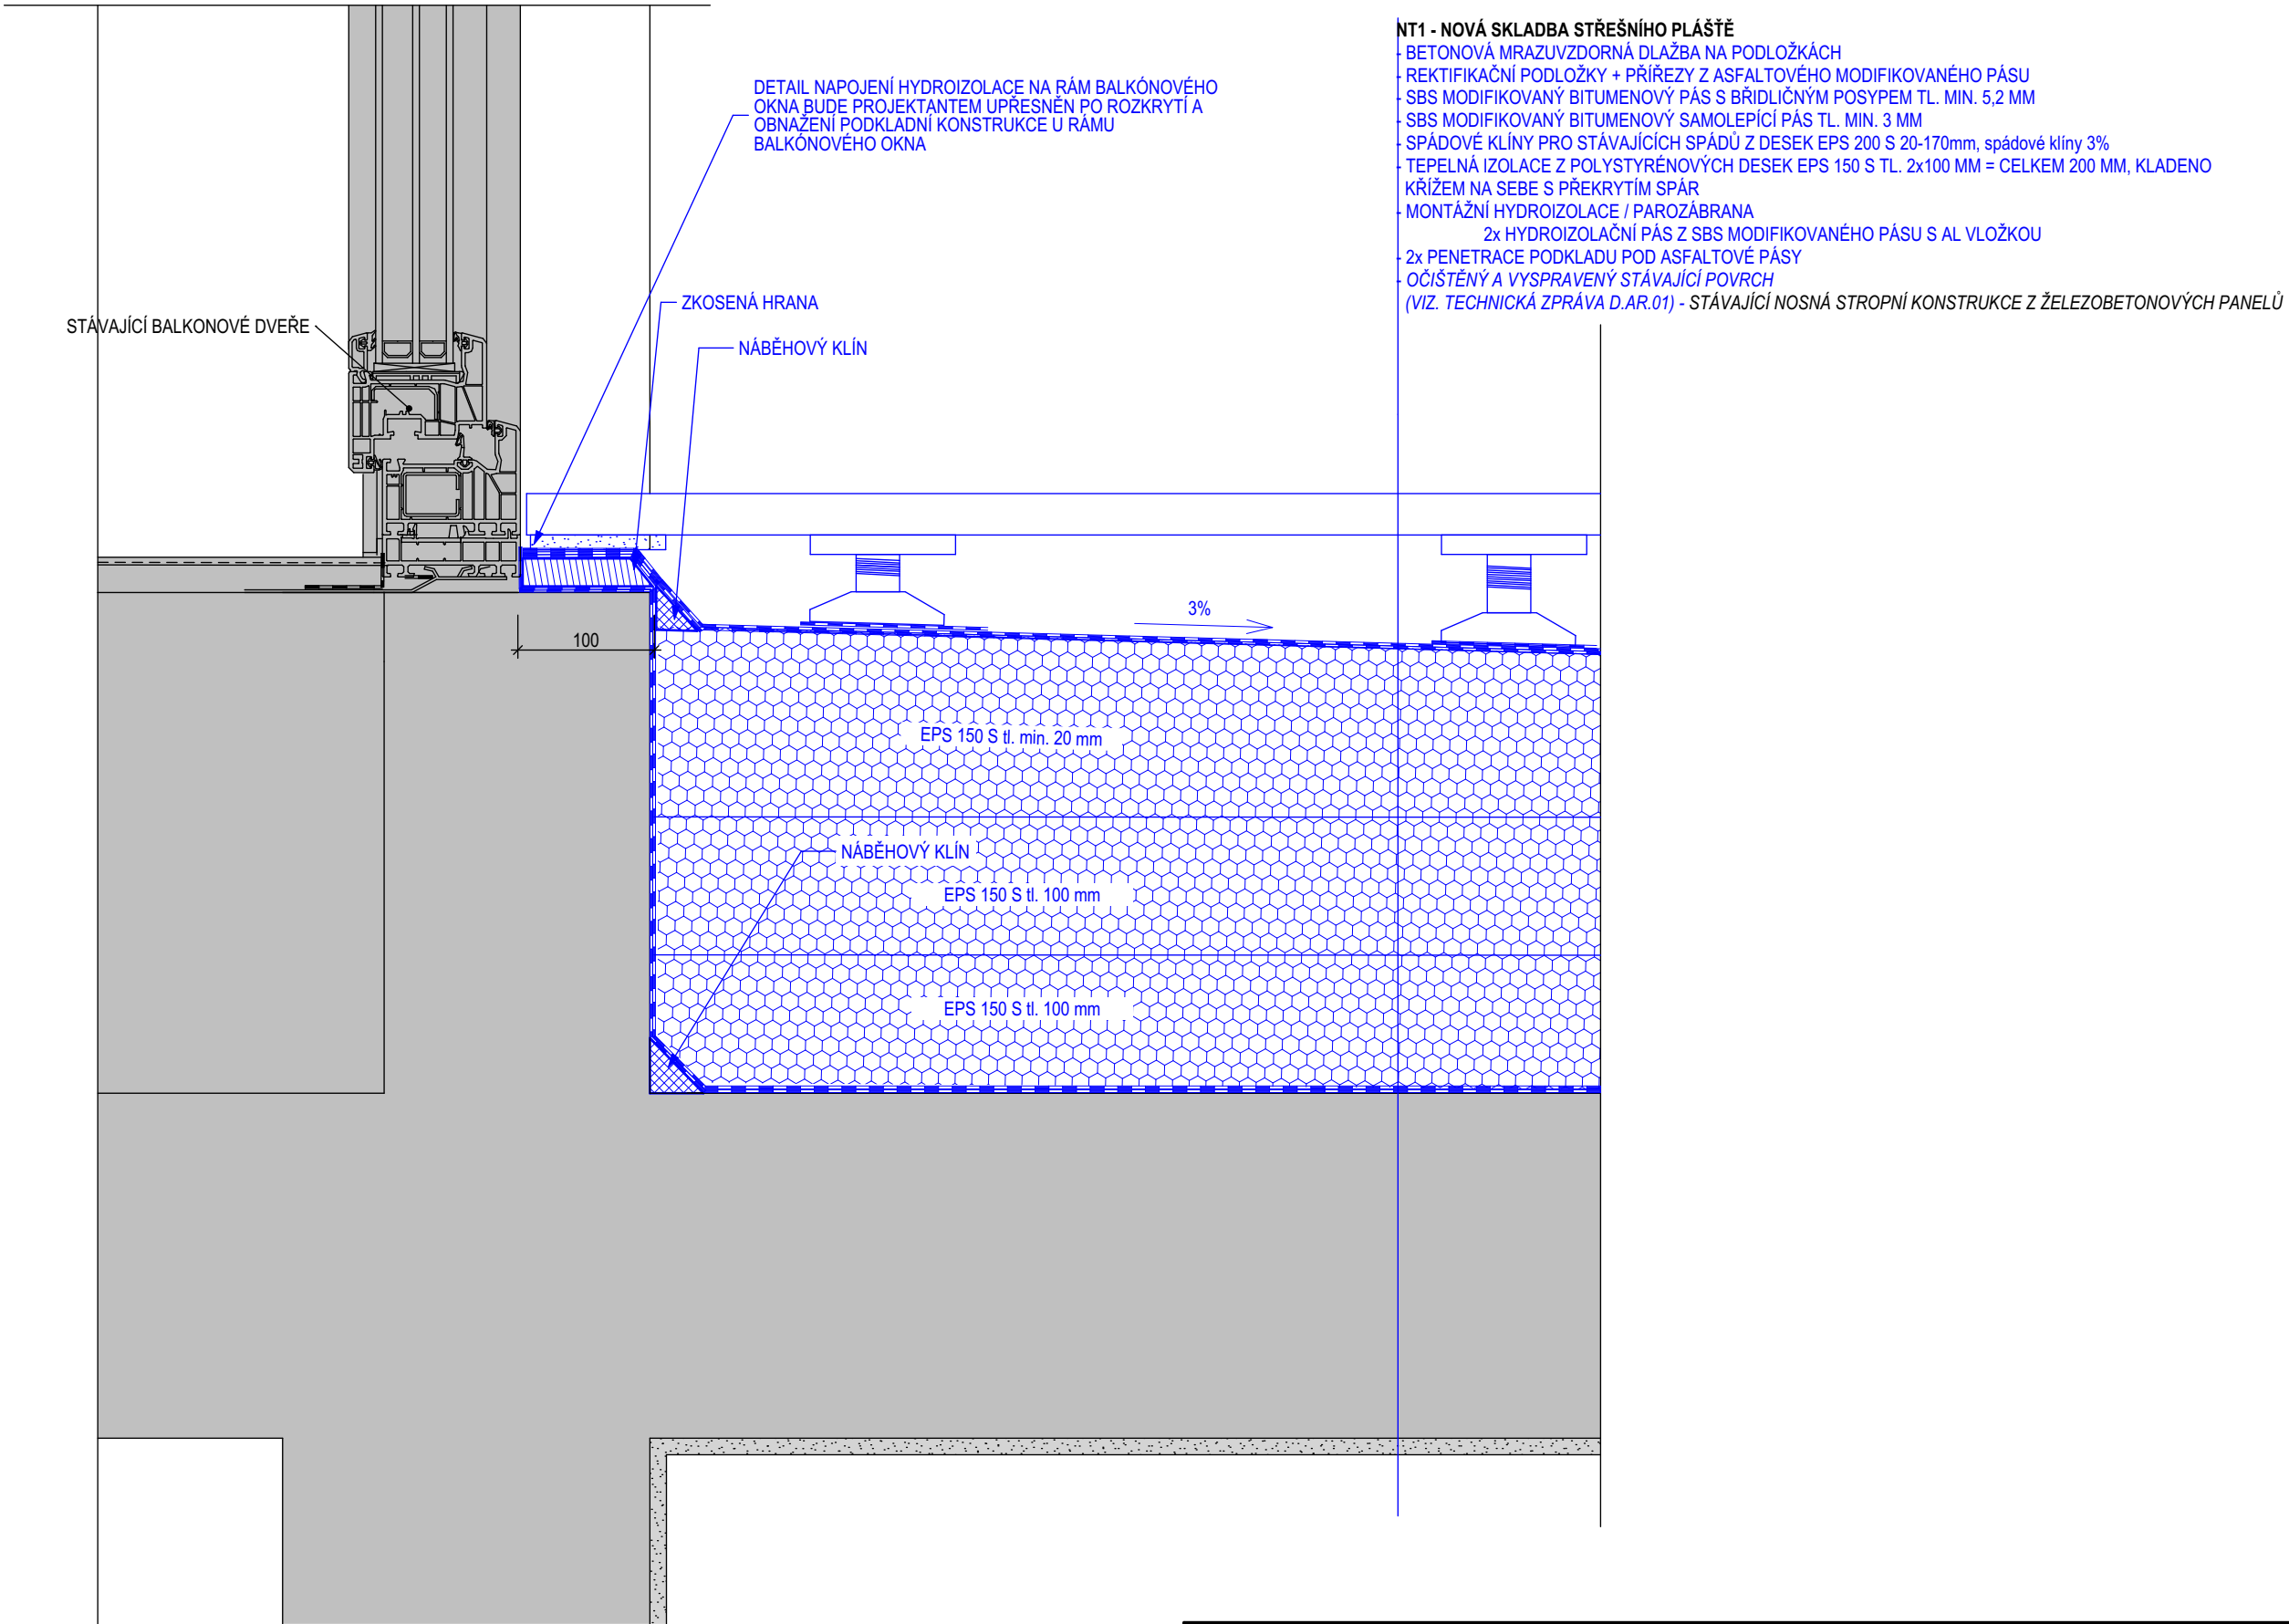 NT1 - NOVÁ SKLADBA STŘEŠNÍHO PLÁŠTĚ
- BETONOVÁ MRAZUVZDORNÁ DLAŽBA NA PODLOŽKÁCH
- REKTIFIKAČNÍ PODLOŽKY + PŘÍŘEZY Z ASFALTOVÉHO MODIFIKOVANÉHO PÁSU
- SBS MODIFIKOVANÝ BITUMENOVÝ PÁS S BŘIDLIČNÝM POSYPEM TL. MIN. 5,2 MM
- SBS MODIFIKOVANÝ BITUMENOVÝ SAMOLEPÍCÍ PÁS TL. MIN. 3 MM
- SPÁDOVÉ KLÍNY PRO STÁVAJÍCÍCH SPÁDŮ Z DESEK EPS 200 S 20-170mm, spádové klíny 3%
- TEPELNÁ IZOLACE Z POLYSTYRÉNOVÝCH DESEK EPS 150 S TL. 2x100 MM = CELKEM 200 MM, KLADENO
KŘÍŽEM NA SEBE S PŘEKRYTÍM SPÁR
- MONTÁŽNÍ HYDROIZOLACE / PAROZÁBRANA
2x HYDROIZOLAČNÍ PÁS Z SBS MODIFIKOVANÉHO PÁSU S AL VLOŽKOU
- 2x PENETRACE PODKLADU POD ASFALTOVÉ PÁSY
- OČIŠTĚNÝ A VYSPRAVENÝ STÁVAJÍCÍ POVRCH
(VIZ. TECHNICKÁ ZPRÁVA D.AR.01) - STÁVAJÍCÍ NOSNÁ STROPNÍ KONSTRUKCE Z ŽELEZOBETONOVÝCH PANELŮ
DETAIL NAPOJENÍ HYDROIZOLACE NA RÁM BALKÓNOVÉHO
OKNA BUDE PROJEKTANTEM UPŘESNĚN PO ROZKRYTÍ A
OBNAŽENÍ PODKLADNÍ KONSTRUKCE U RÁMU
BALKÓNOVÉHO OKNA
ZKOSENÁ HRANA
STÁVAJÍCÍ BALKONOVÉ DVEŘE
NÁBĚHOVÝ KLÍN
3%
100
EPS 150 S tl. min. 20 mm
NÁBĚHOVÝ KLÍN
EPS 150 S tl. 100 mm
EPS 150 S tl. 100 mm